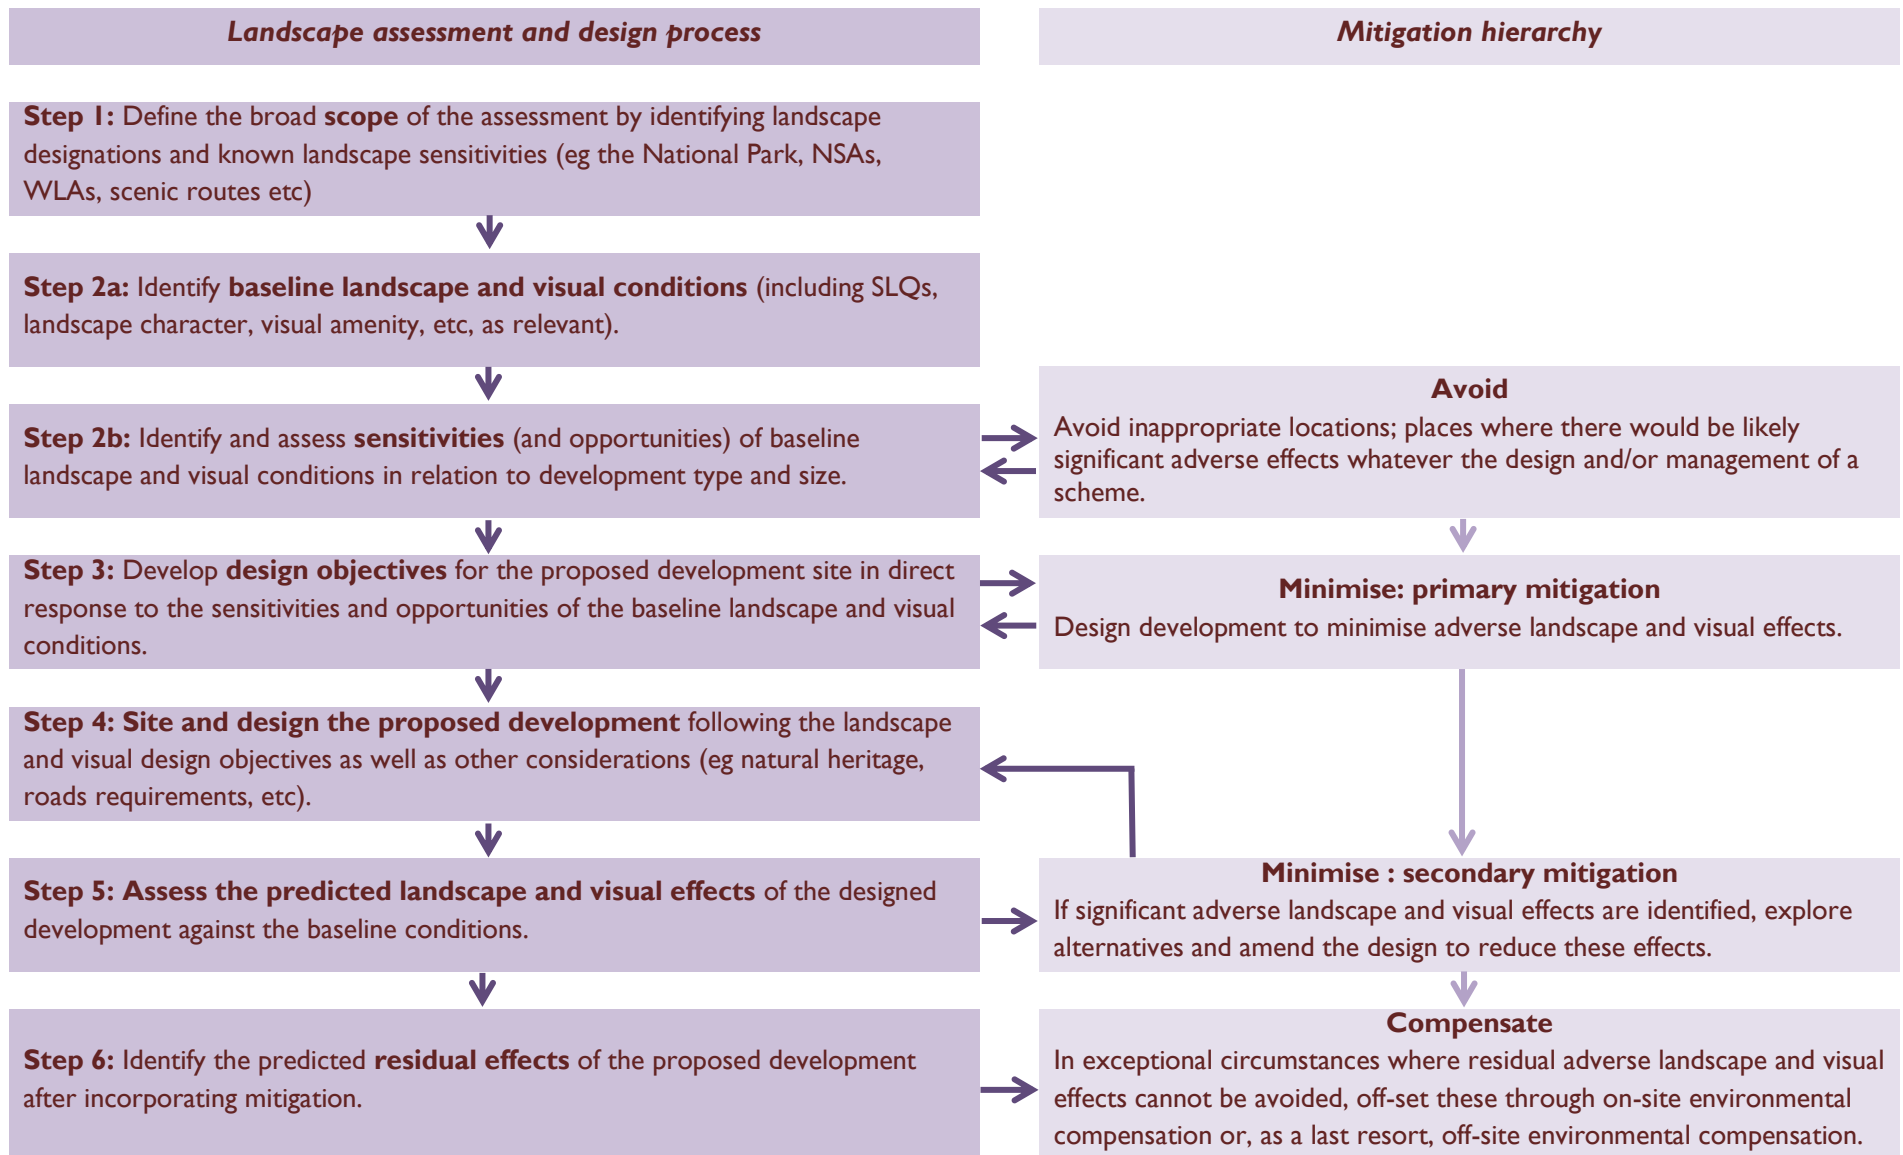 Landscape assessment and design process
Mitigation hierarchy
Step 1: Define the broad scope of the assessment by identifying landscape
designations and known landscape sensitivities (eg the National Park, NSAs,
WLAs, scenic routes etc)
Step 2a: Identify baseline landscape and visual conditions (including SLQs,
landscape character, visual amenity, etc, as relevant).
Step 2b: Identify and assess sensitivities (and opportunities) of baseline
landscape and visual conditions in relation to development type and size.
Avoid
Avoid inappropriate locations; places where there would be likely
significant adverse effects whatever the design and/or management of a
scheme.
Step 3: Develop design objectives for the proposed development site in direct
response to the sensitivities and opportunities of the baseline landscape and visual
conditions.
Minimise: primary mitigation
Design development to minimise adverse landscape and visual effects.
Step 4: Site and design the proposed development following the landscape
and visual design objectives as well as other considerations (eg natural heritage,
roads requirements, etc).
Step 5: Assess the predicted landscape and visual effects of the designed
development against the baseline conditions.
Minimise : secondary mitigation
If significant adverse landscape and visual effects are identified, explore
alternatives and amend the design to reduce these effects.
Step 6: Identify the predicted residual effects of the proposed development
after incorporating mitigation.
Compensate
In exceptional circumstances where residual adverse landscape and visual
effects cannot be avoided, off-set these through on-site environmental
compensation or, as a last resort, off-site environmental compensation.